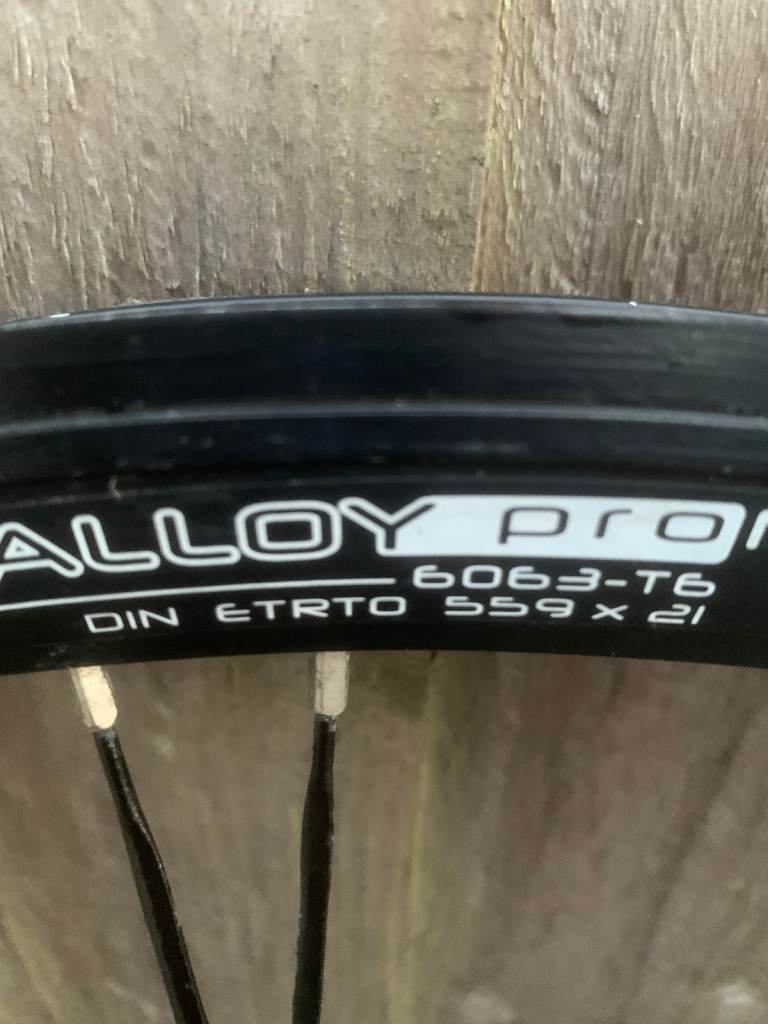 ALLOY pro
6063-T6
DIN ETRTO 559 x 21